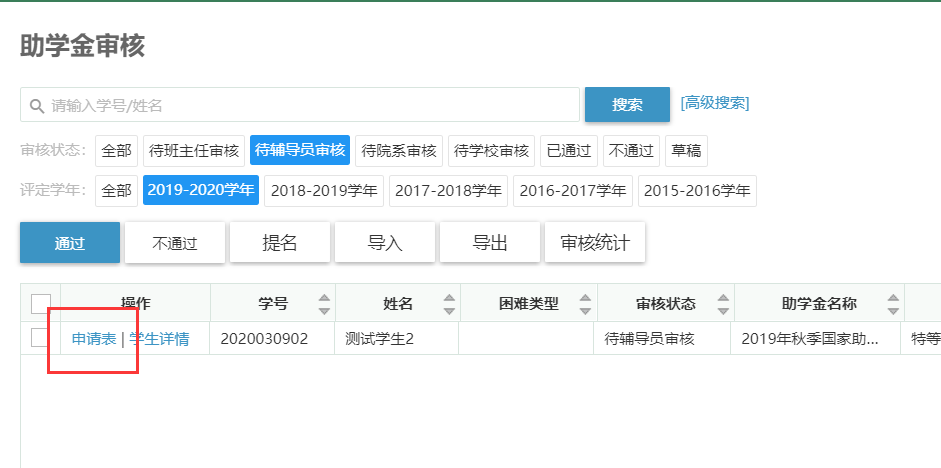 助学金审核
请输入学号/姓名 搜索 [高级搜索]
审核状态: 全部 待班主任审核 待辅导员审核 待院系审核 待学校审核 已通过 不通过 草稿
评定学年: 全部 2019-2020学年 2018-2019学年 2017-2018学年 2016-2017学年 2015-2016学年
通过 不通过 提名 导入 导出 审核统计
操作 学号 姓名 困难类型 审核状态 助学金名称
申请表 | 学生详情 2020030902 测试学生2 待辅导员审核 2019年秋季国家助... 特等